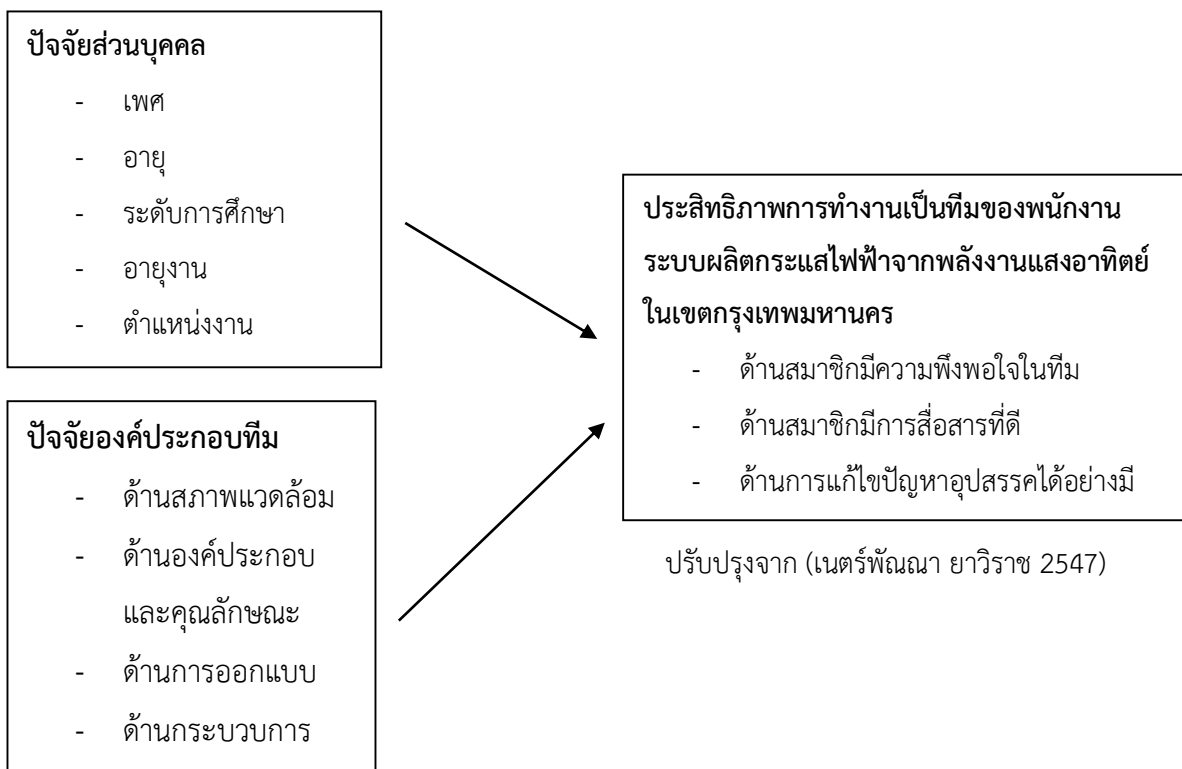 ปัจจัยส่วนบุคคล
- เพศ
- อายุ
- ระดับการศึกษา
- อายุงาน
- ตำแหน่งงาน
ปัจจัยองค์ประกอบทีม
- ด้านสภาพแวดล้อม
- ด้านองค์ประกอบ
และคุณลักษณะ
- ด้านการออกแบบ
- ด้านกระบวบการ
ประสิทธิภาพการทำงานเป็นทีมของพนักงาน
ระบบผลิตกระแสไฟฟ้าจากพลังงานแสงอาทิตย์
ในเขตกรุงเทพมหานคร
- ด้านสมาชิกมีความพึงพอใจในทีม
- ด้านสมาชิกมีการสื่อสารที่ดี
- ด้านการแก้ไขปัญหาอุปสรรคได้อย่างมี
ปรับปรุงจาก (เนตร์พัณณา ยาวิราช 2547)